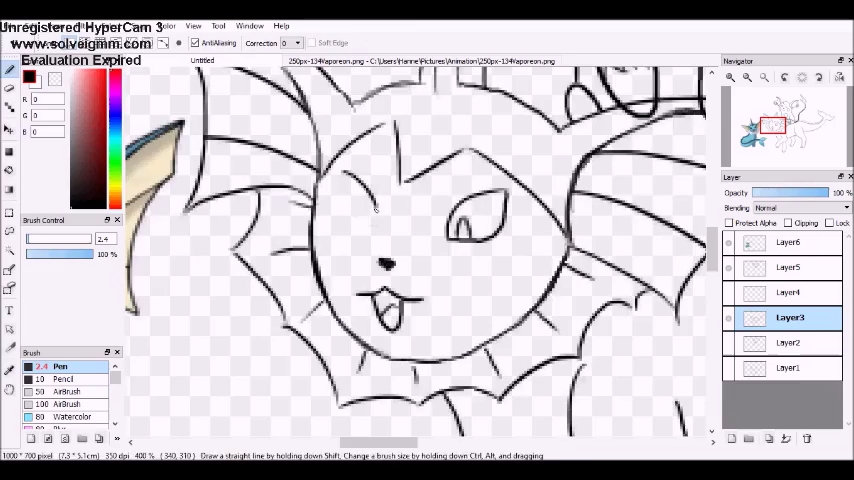 Unregistered HyperCam 3
www.solveigmm.com
Evaluation Expired
Color View Tool Window Help
AntiAliasing Correction 0 Soft Edge
Untitled 250px-134Vaporeon.png - C:\Users\Hanne\Pictures\Animation\250px-134Vaporeon.png
Navigator
R 0
G 0
B 0
Layer
Opacity 100 %
Blending Normal
Protect Alpha Clipping Lock
Brush Control
2.4
100 %
Layer6
Layer5
Layer4
Layer3
Layer2
Layer1
Brush
2.4 Pen
10 Pencil
50 AirBrush
100 AirBrush
80 Watercolor
1000 * 700 pixel (7.3 * 5.1cm) 350 dpi 400 % ( 340, 310 ) Draw a straight line by holding down Shift, Change a brush size by holding down Ctrl, Alt, and dragging